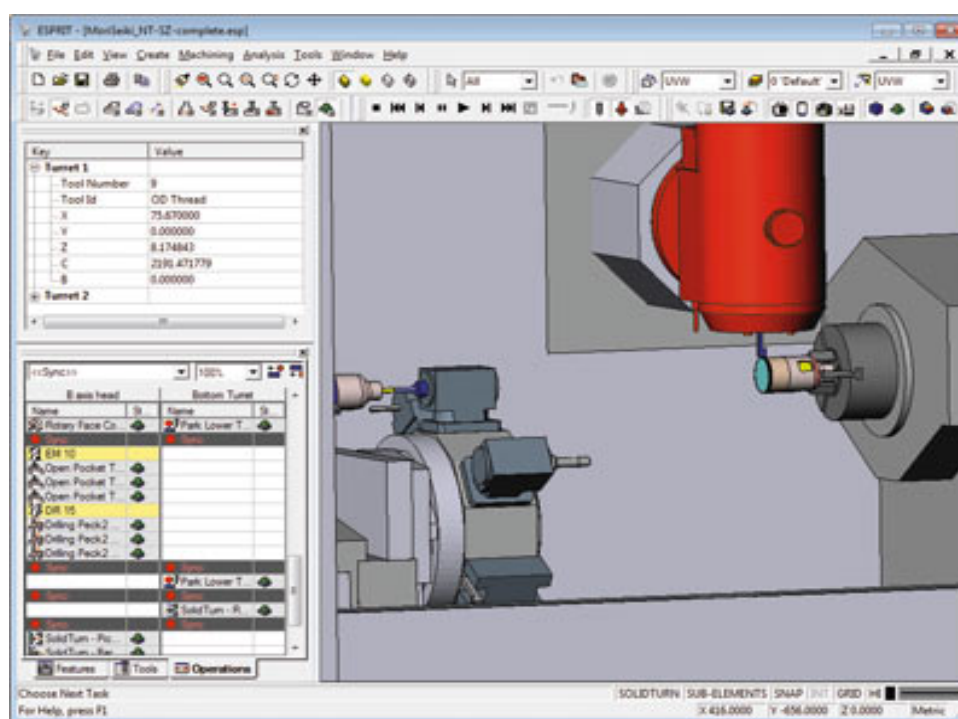 ESPRIT - [MoriSeiki_NT-SZ-complete.esp]
File Edit View Create Machining Analysis Tools Window Help
All UVW 0 'Default' UVW
Key Value
Turret 1
Tool Number 9
Tool Id OD Thread
X 75.670000
Y 0.000000
Z 8.174843
C 2191.471779
B 0.000000
Turret 2
<<Sync>> 100%
B axis head Bottom Turret
Name St... Name St...
Rotary Face Co... Park Lower T...
Sync Sync
EM 10
Open Pocket T...
Open Pocket T...
Open Pocket T...
DR 15
Drilling Peck2 ...
Drilling Peck2 ...
Drilling Peck2 ...
Sync Sync
Park Lower T...
Sync Sync
SolidTurn - R...
Sync Sync
SolidTurn - Po...
Features Tools Operations
Choose Next Task SOLIDTURN SUB-ELEMENTS SNAP INT GRID HI
For Help, press F1 X 416.0000 Y -656.0000 Z 0.0000 Metric